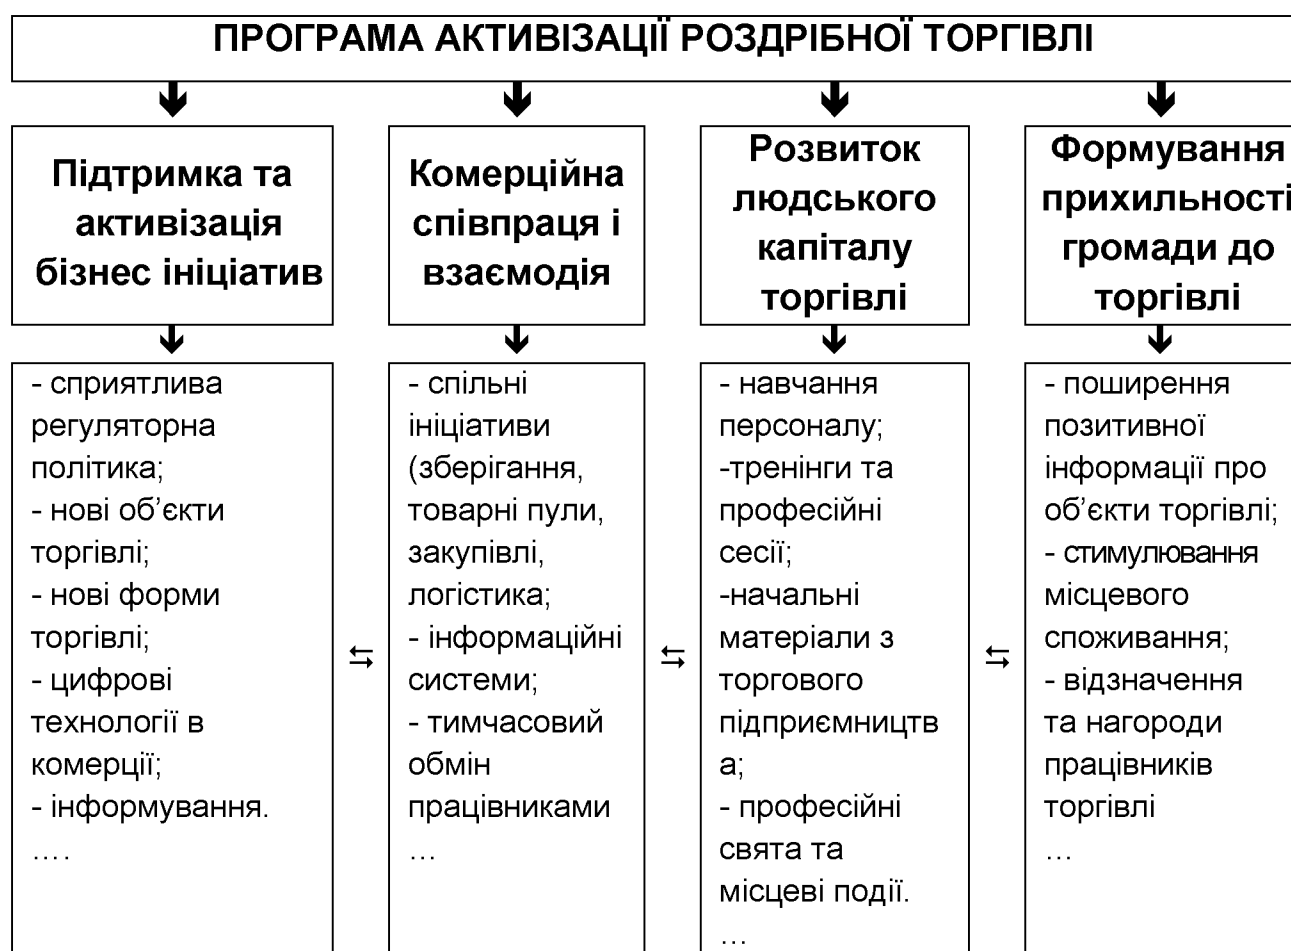 ПРОГРАМА АКТИВІЗАЦІЇ РОЗДРІБНОЇ ТОРГІВЛІ
Підтримка та
активізація
бізнес ініціатив
Комерційна
співпраця і
взаємодія
Розвиток
людського
капіталу
торгівлі
Формування
прихильності
громади до
торгівлі
- сприятлива
регуляторна
політика;
- нові об’єкти
торгівлі;
- нові форми
торгівлі;
- цифрові
технології в
комерції;
- інформування.
….
- спільні
ініціативи
(зберігання,
товарні пули,
закупівлі,
логістика;
- інформаційні
системи;
- тимчасовий
обмін
працівниками
…
- навчання
персоналу;
-тренінги та
професійні
сесії;
-начальні
матеріали з
торгового
підприємництв
а;
- професійні
свята та
місцеві події.
…
- поширення
позитивної
інформації про
об’єкти торгівлі;
- стимулювання
місцевого
споживання;
- відзначення
та нагороди
працівників
торгівлі
…